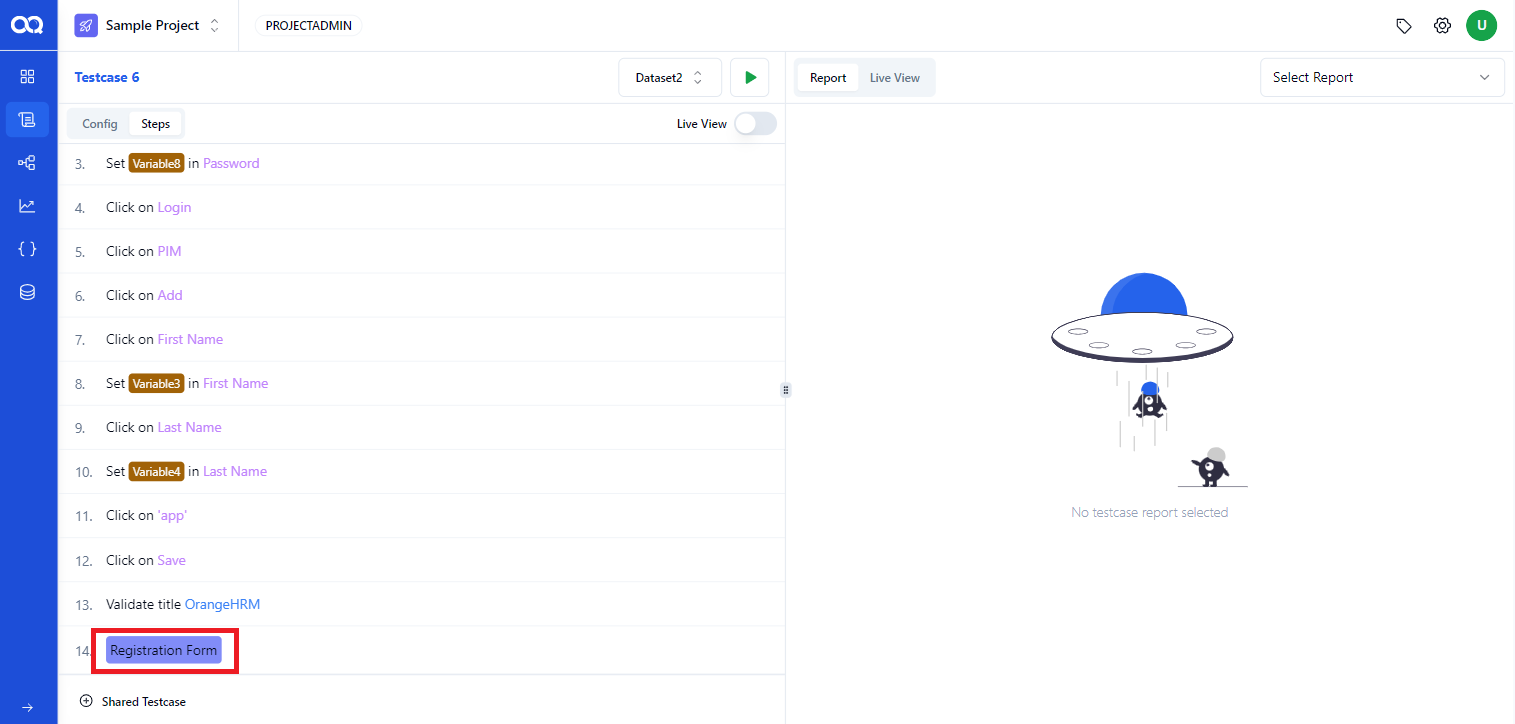 Sample Project
PROJECTADMIN
U
Testcase 6
Dataset2
Report
Live View
Select Report
Config
Steps
Live View
3. Set Variable8 in Password
4. Click on Login
5. Click on PIM
6. Click on Add
7. Click on First Name
8. Set Variable3 in First Name
9. Click on Last Name
10. Set Variable4 in Last Name
11. Click on 'app'
12. Click on Save
13. Validate title OrangeHRM
14. Registration Form
Shared Testcase
No testcase report selected